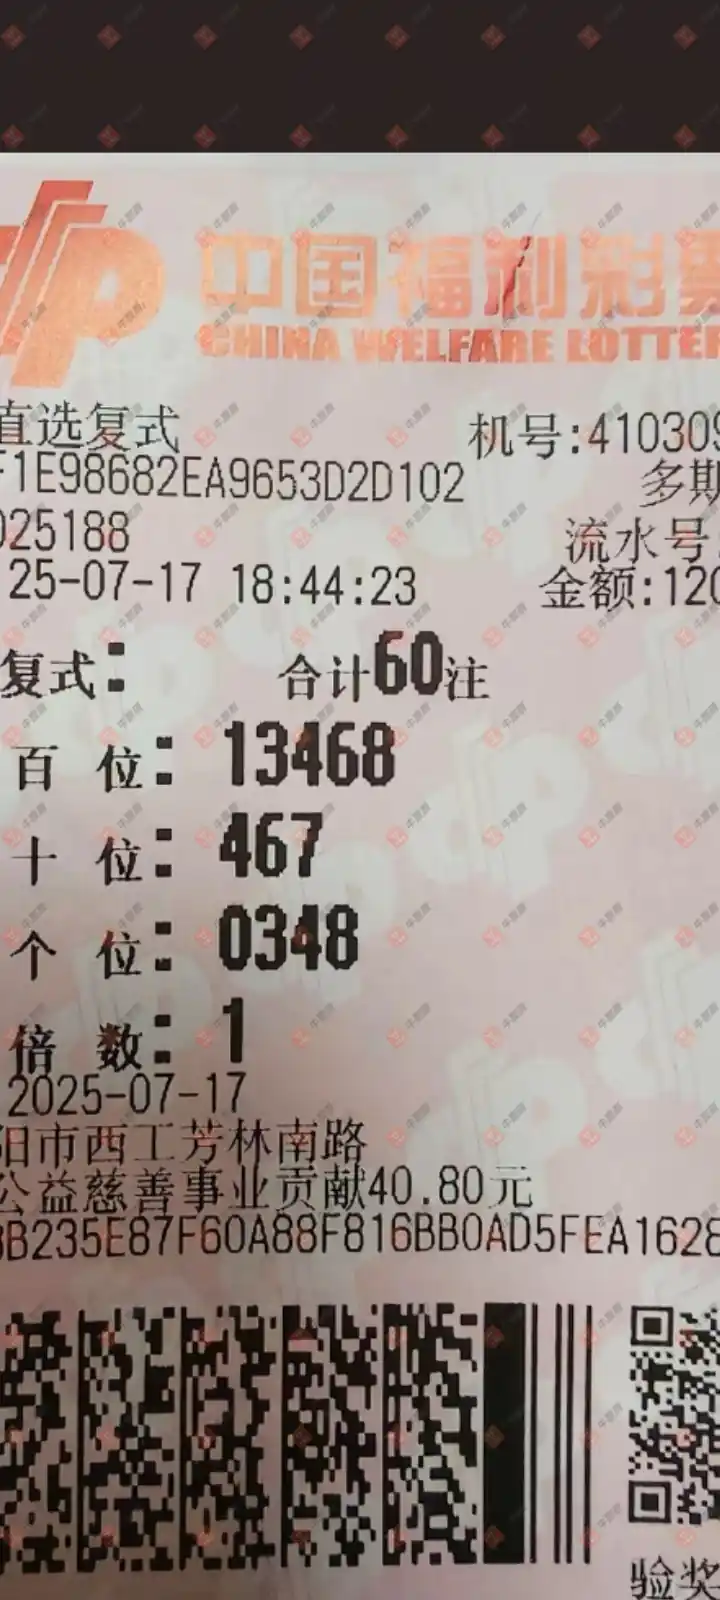 中国福利彩票
CHINA WELFARE LOTTER
直选复式 机号:410309
F1E98682EA9653D2D102 多期
025188 流水号:
25-07-17 18:44:23 金额:120
复式: 合计60注
百 位: 13468
十 位: 467
个 位: 0348
倍 数: 1
2025-07-17
阳市西工芳林南路
公益慈善事业贡献40.80元
BB235E87F60A88F816BB0AD5FEA1628
验奖